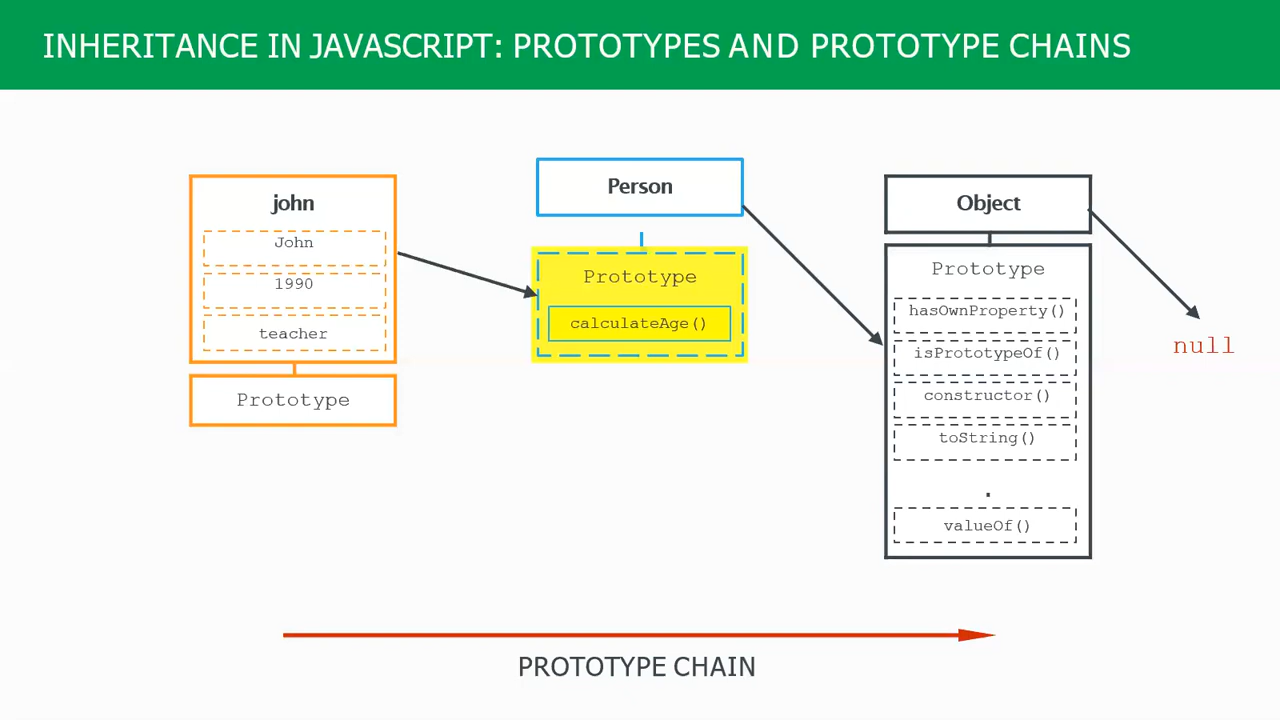 INHERITANCE IN JAVASCRIPT: PROTOTYPES AND PROTOTYPE CHAINS
john
John
1990
teacher
Prototype
Person
Prototype
calculateAge()
Object
Prototype
hasOwnProperty()
isPrototypeOf()
constructor()
toString()
.
valueOf()
null
PROTOTYPE CHAIN